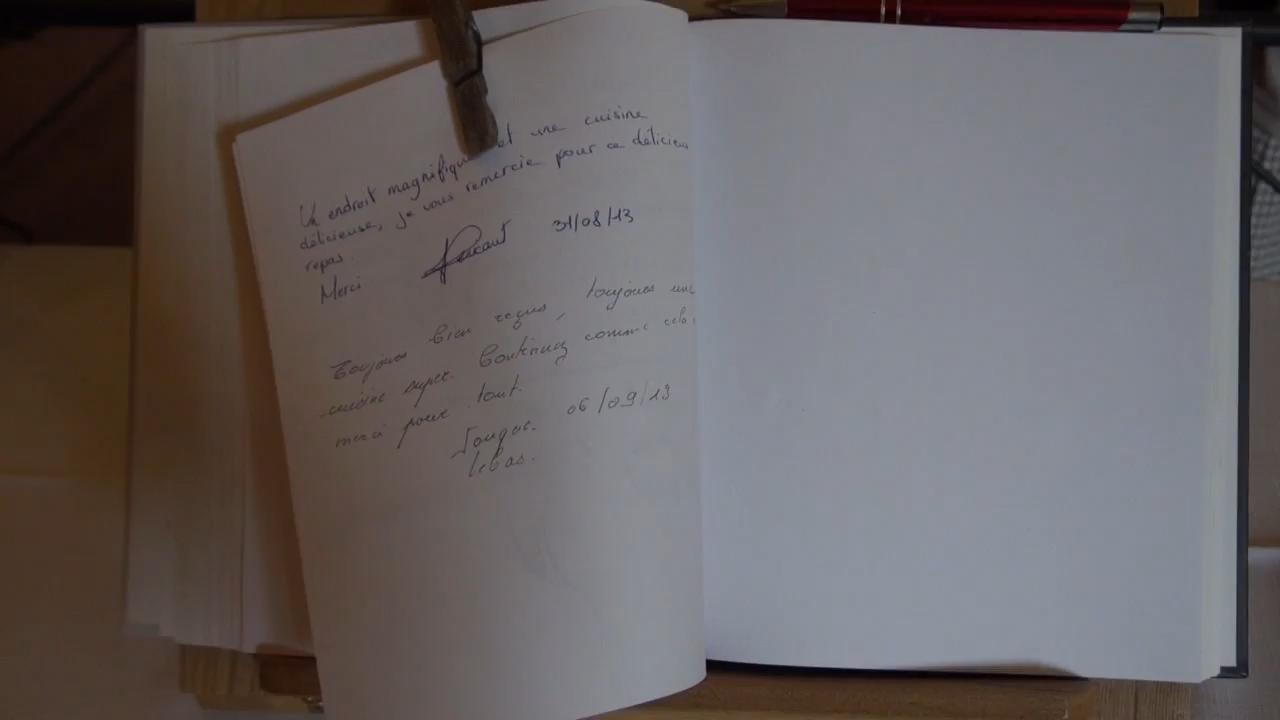 Un endroit magnifique et une cuisine
délicieuse, je vous remercie pour ce délicieux
repas.
Merci 31/08/13
Toujours bien reçus, toujours une
cuisine super. Continuez comme cela,
merci pour tout.
06/09/13